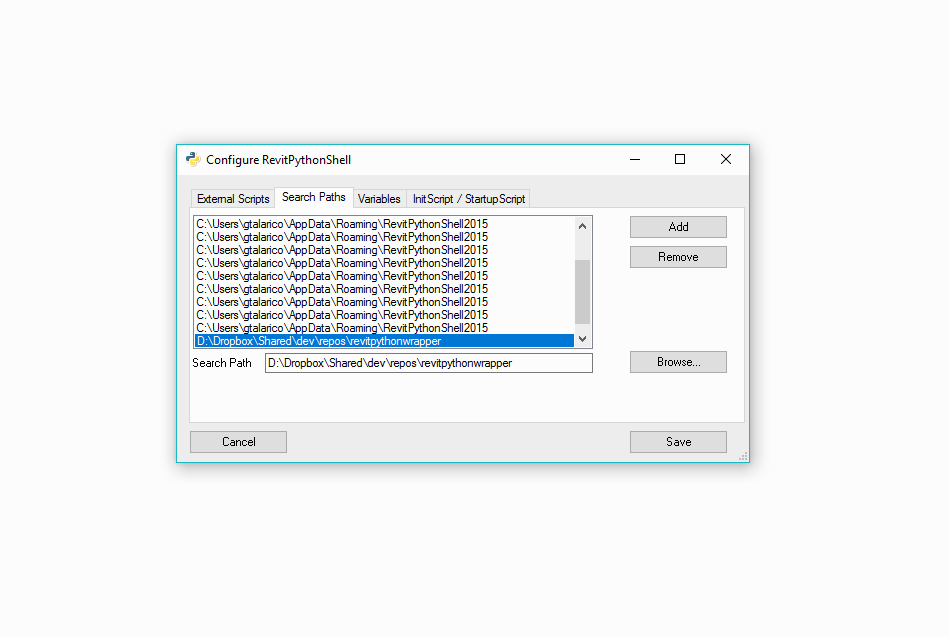 Configure RevitPythonShell
External Scripts Search Paths Variables InitScript / StartupScript
C:\Users\gtalarico\AppData\Roaming\RevitPythonShell2015
C:\Users\gtalarico\AppData\Roaming\RevitPythonShell2015
C:\Users\gtalarico\AppData\Roaming\RevitPythonShell2015
C:\Users\gtalarico\AppData\Roaming\RevitPythonShell2015
C:\Users\gtalarico\AppData\Roaming\RevitPythonShell2015
C:\Users\gtalarico\AppData\Roaming\RevitPythonShell2015
C:\Users\gtalarico\AppData\Roaming\RevitPythonShell2015
C:\Users\gtalarico\AppData\Roaming\RevitPythonShell2015
C:\Users\gtalarico\AppData\Roaming\RevitPythonShell2015
D:\Dropbox\Shared\dev\repos\revitpythonwrapper
Add
Remove
Search Path D:\Dropbox\Shared\dev\repos\revitpythonwrapper Browse...
Cancel Save